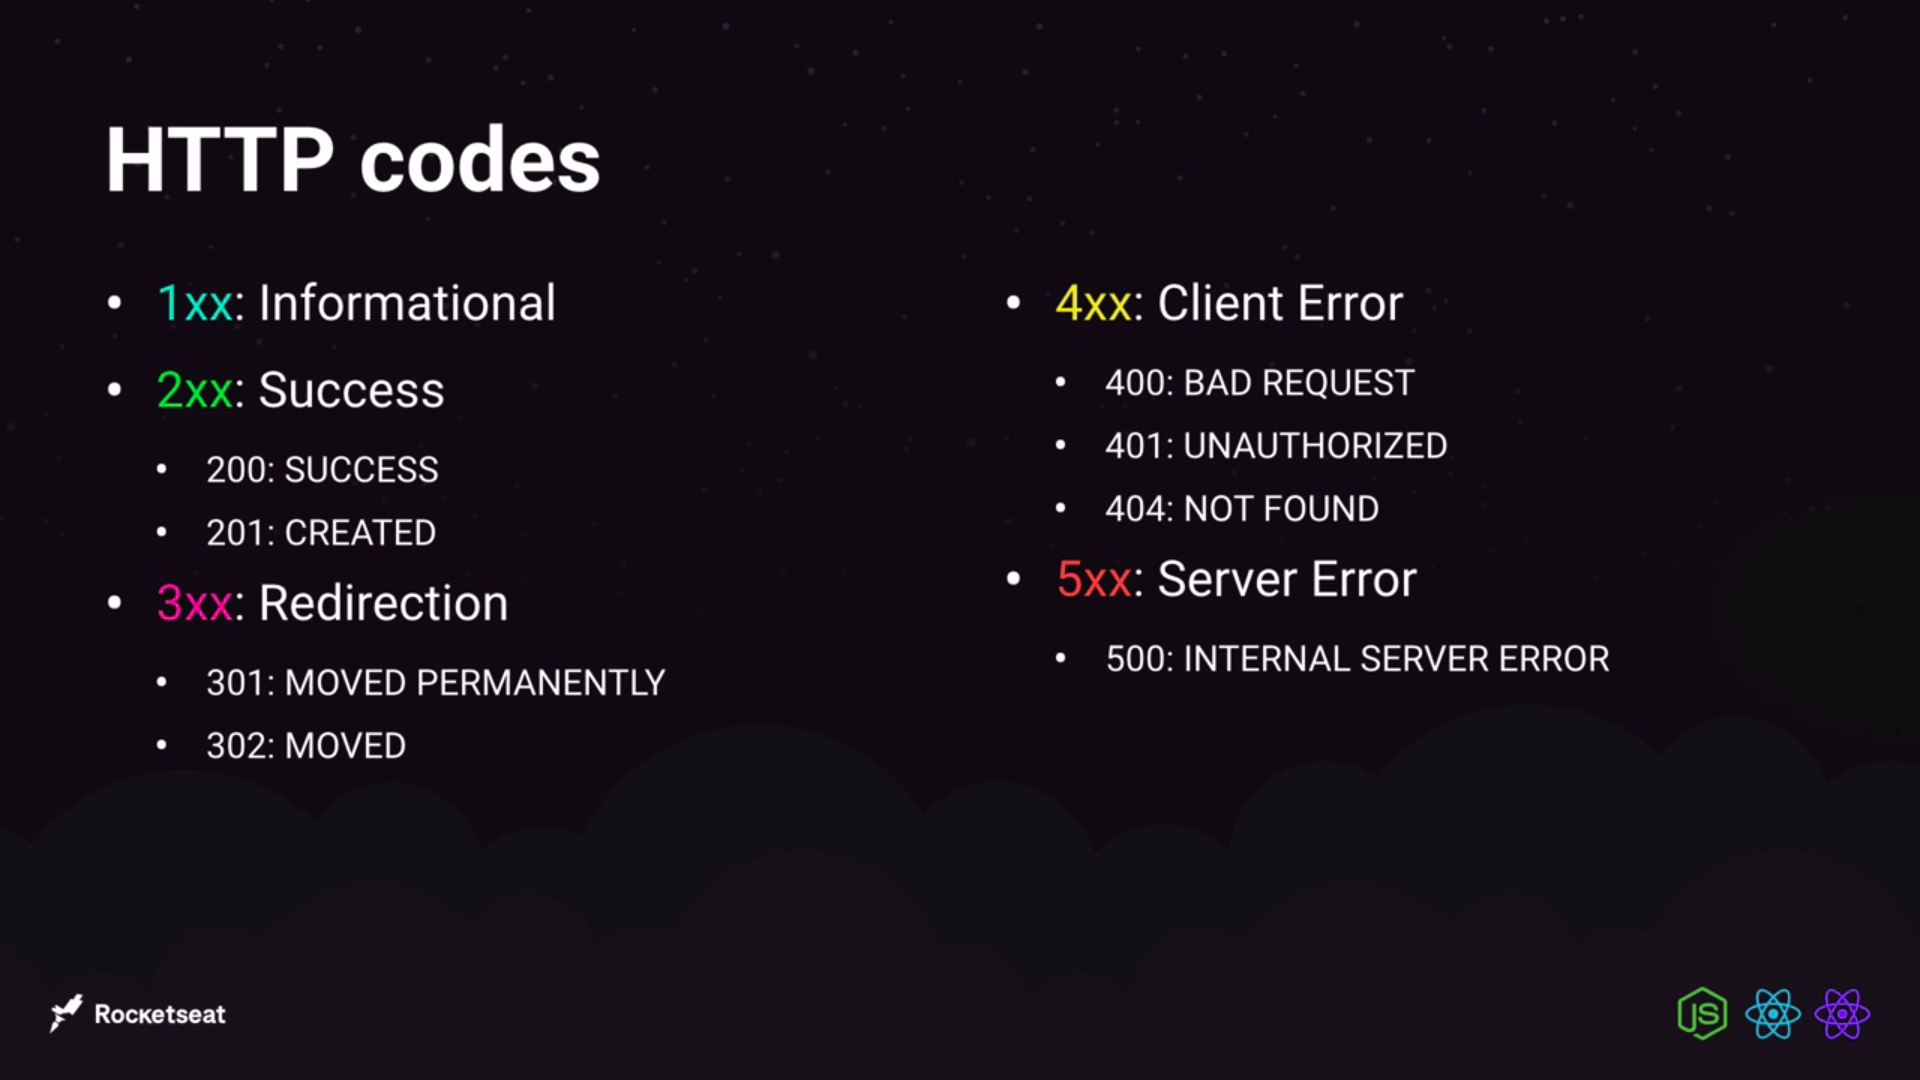 HTTP codes
• 1xx: Informational
• 2xx: Success
• 200: SUCCESS
• 201: CREATED
• 3xx: Redirection
• 301: MOVED PERMANENTLY
• 302: MOVED
• 4xx: Client Error
• 400: BAD REQUEST
• 401: UNAUTHORIZED
• 404: NOT FOUND
• 5xx: Server Error
• 500: INTERNAL SERVER ERROR
Rocketseat
JS